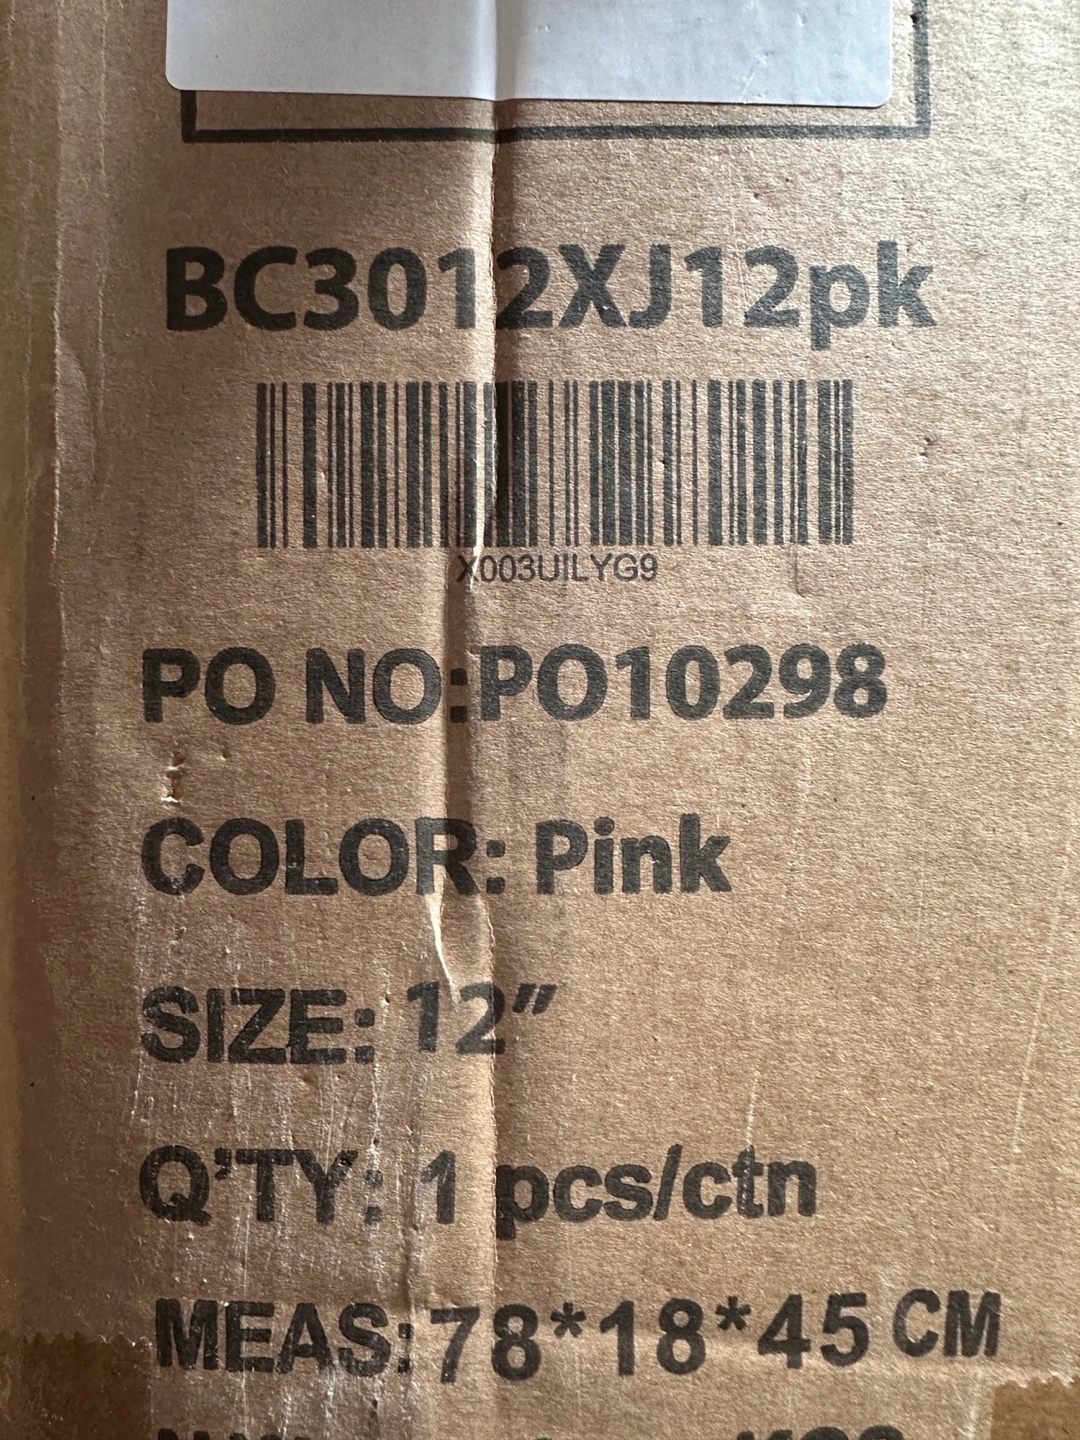 BC3012XJ12pk
X003UILYG9
PO NO:PO10298
COLOR: Pink
SIZE: 12”
Q’TY: 1 pcs/ctn
MEAS:78*18*45 CM